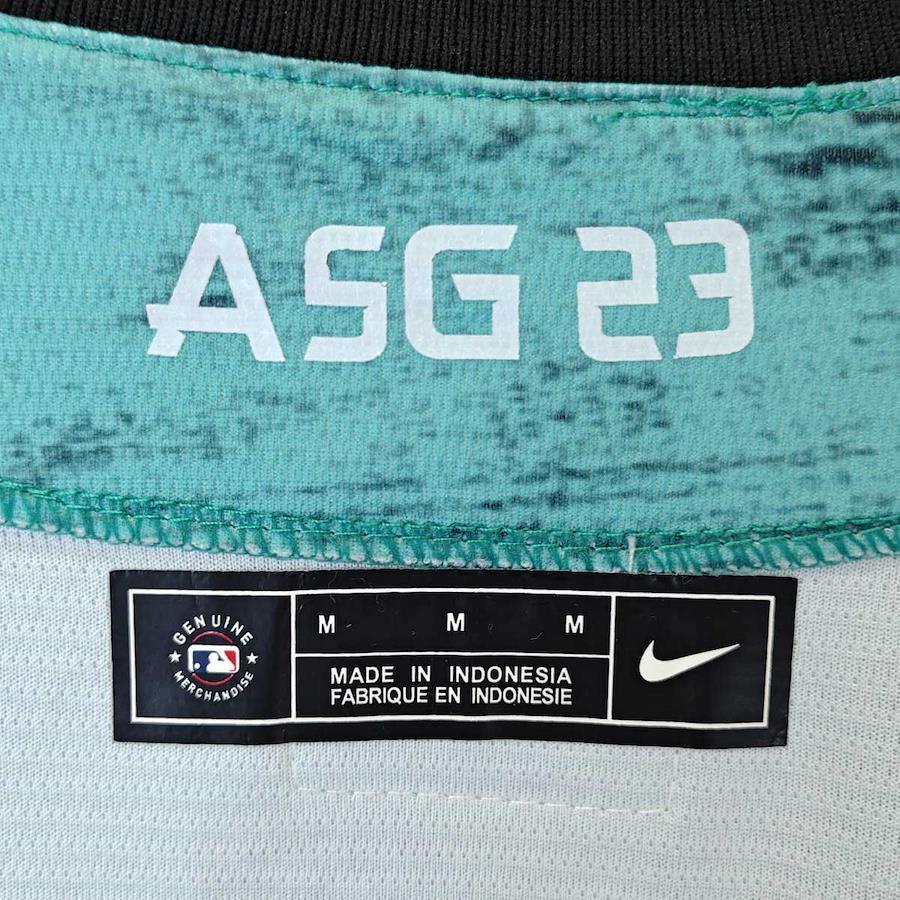 ASG 23
GENUINE
MERCHANDISE
M M M
MADE IN INDONESIA
FABRIQUE EN INDONESIE